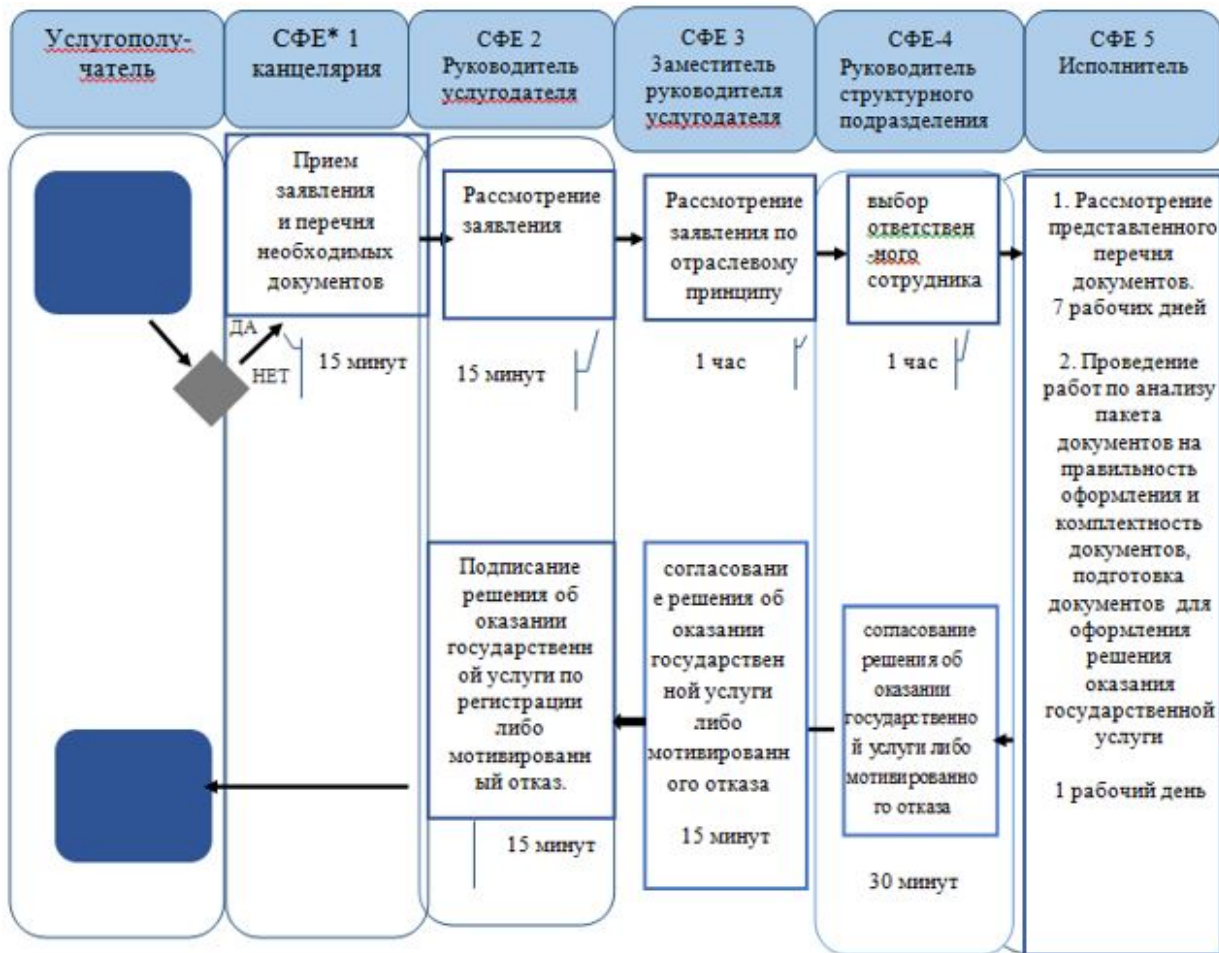 Услугополу-
чатель
СФЕ* 1
канцелярия
СФЕ 2
Руководитель
услугодателя
СФЕ 3
Заместитель
руководителя
услугодателя
СФЕ-4
Руководитель
структурного
подразделения
СФЕ 5
Исполнитель
Прием
заявления
и перечня
необходимых
документов
Рассмотрение
заявления
Рассмотрение
заявления по
отраслевому
принципу
выбор
ответствен
-ного
сотрудника
1. Рассмотрение
представленного
перечня
документов.
7 рабочих дней
ДА
НЕТ
15 минут
15 минут
1 час
1 час
2. Проведение
работ по анализу
пакета
документов на
правильность
оформления и
комплектность
документов,
подготовка
документов для
оформления
решения
оказания
государственной
услуги
1 рабочий день
Подписание
решения об
оказании
государственн
ой услуги по
регистрации
либо
мотивированн
ый отказ.
15 минут
согласовани
е решения об
оказании
государствен
ной услуги
либо
мотивированн
ого отказа
15 минут
согласование
решения об
оказании
государственно
й услуги либо
мотивированно
го отказа
30 минут